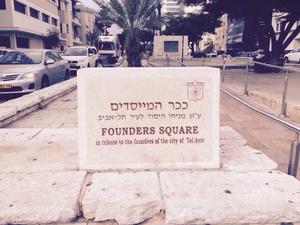 ככר המייסדים
ע"ש מניחי היסוד לעיר תל-אביב
FOUNDERS SQUARE
in tribute to the founders of the city of Tel Aviv